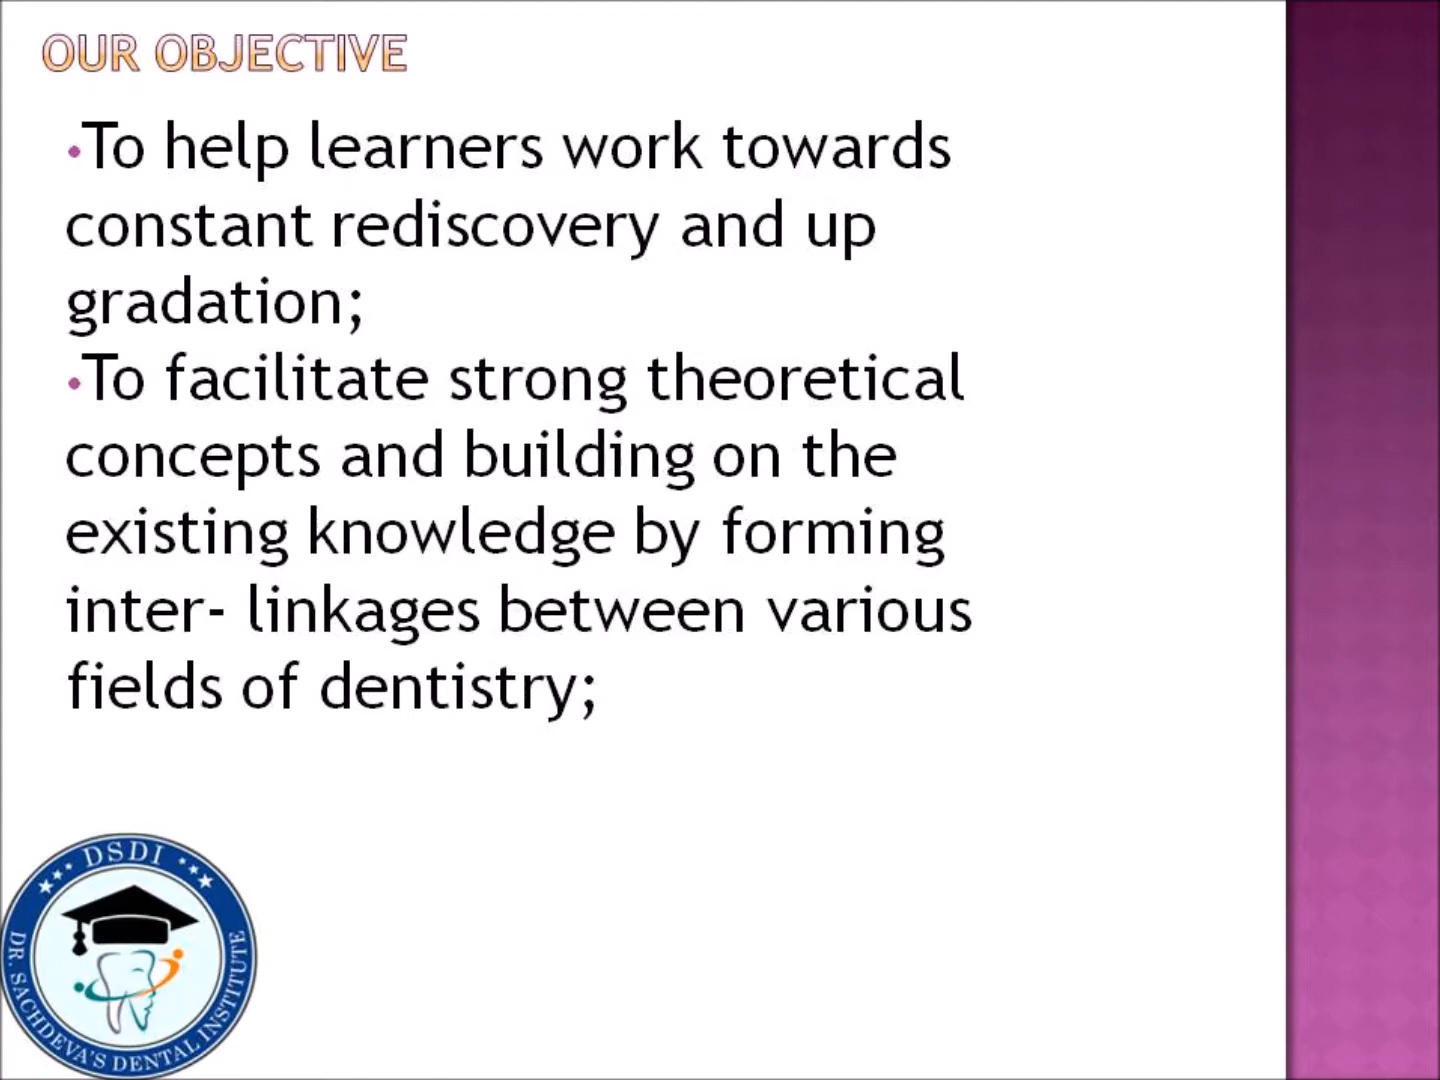 OUR OBJECTIVE
•To help learners work towards
constant rediscovery and up
gradation;
•To facilitate strong theoretical
concepts and building on the
existing knowledge by forming
inter- linkages between various
fields of dentistry;
DSDI
DR. SACHDEVA'S DENTAL INSTITUTE